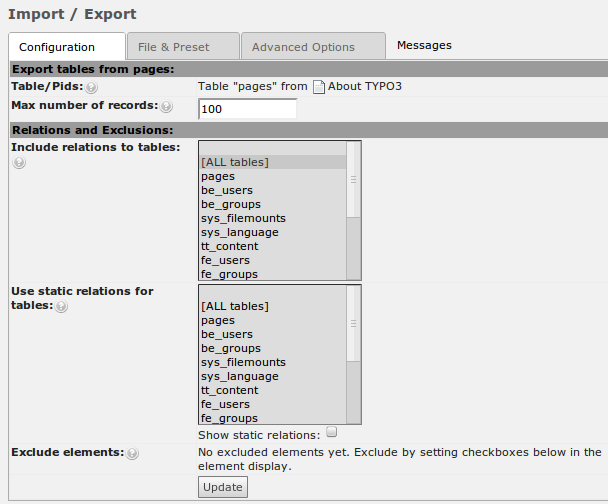 Import / Export
Configuration File & Preset Advanced Options Messages
Export tables from pages:
Table/Pids: Table "pages" from About TYPO3
Max number of records: 100
Relations and Exclusions:
Include relations to tables:
[ALL tables]
pages
be_users
be_groups
sys_filemounts
sys_language
tt_content
fe_users
fe_groups
Use static relations for
tables:
[ALL tables]
pages
be_users
be_groups
sys_filemounts
sys_language
tt_content
fe_users
fe_groups
Show static relations:
Exclude elements: No excluded elements yet. Exclude by setting checkboxes below in the
element display.
Update